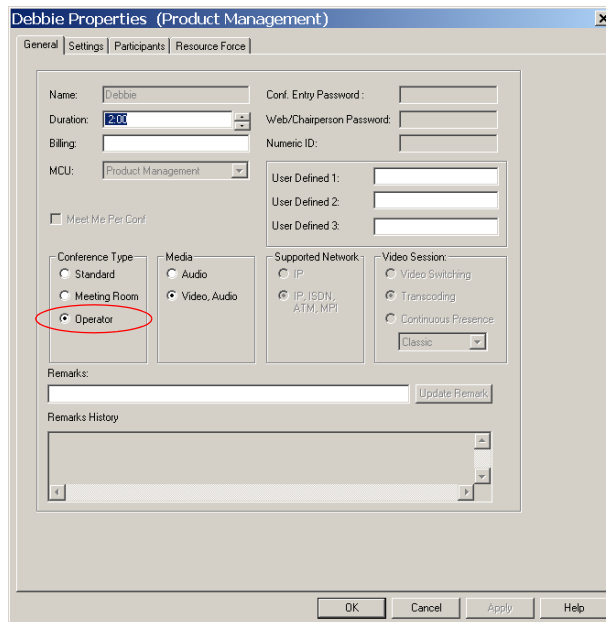 Debbie Properties (Product Management)
General Settings Participants Resource Force
Name: Debbie
Conf. Entry Password :
Duration: 2:00
Web/Chairperson Password:
Billing:
Numeric ID:
MCU: Product Management
User Defined 1:
User Defined 2:
User Defined 3:
Meet Me Per Conf
Conference Type
Standard
Meeting Room
Operator
Media
Audio
Video, Audio
Supported Network
IP
IP, ISDN,
ATM, MPI
Video Session:
Video Switching
Transcoding
Continuous Presence
Classic
Remarks:
Update Remark
Remarks History
OK Cancel Apply Help